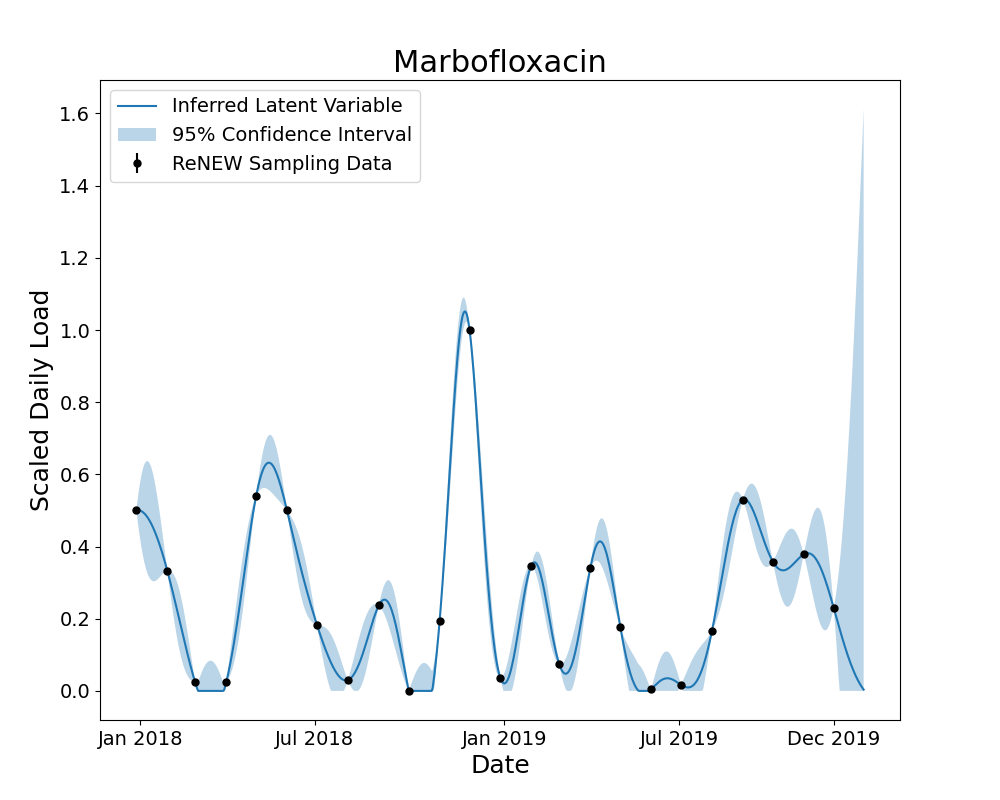 Marbofloxacin
Inferred Latent Variable
95% Confidence Interval
ReNEW Sampling Data
Scaled Daily Load
1.6
1.4
1.2
1.0
0.8
0.6
0.4
0.2
0.0
Jan 2018 Jul 2018 Jan 2019 Jul 2019 Dec 2019
Date